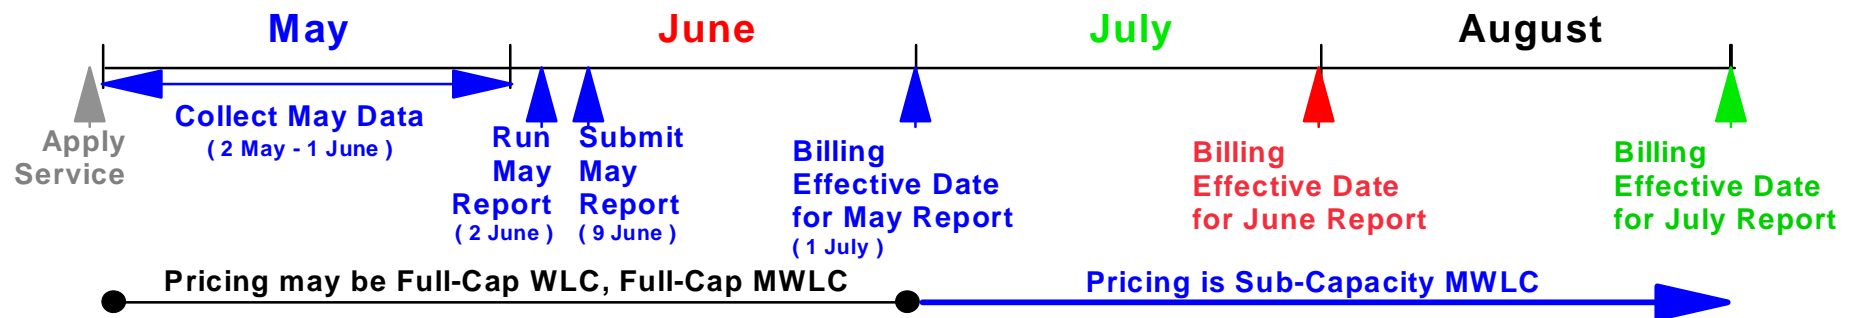 May
June
July
August
Apply
Service
Collect May Data
( 2 May - 1 June )
Run
May
Report
( 2 June )
Submit
May
Report
( 9 June )
Billing
Effective Date
for May Report
( 1 July )
Billing
Effective Date
for June Report
Billing
Effective Date
for July Report
Pricing may be Full-Cap WLC, Full-Cap MWLC
Pricing is Sub-Capacity MWLC